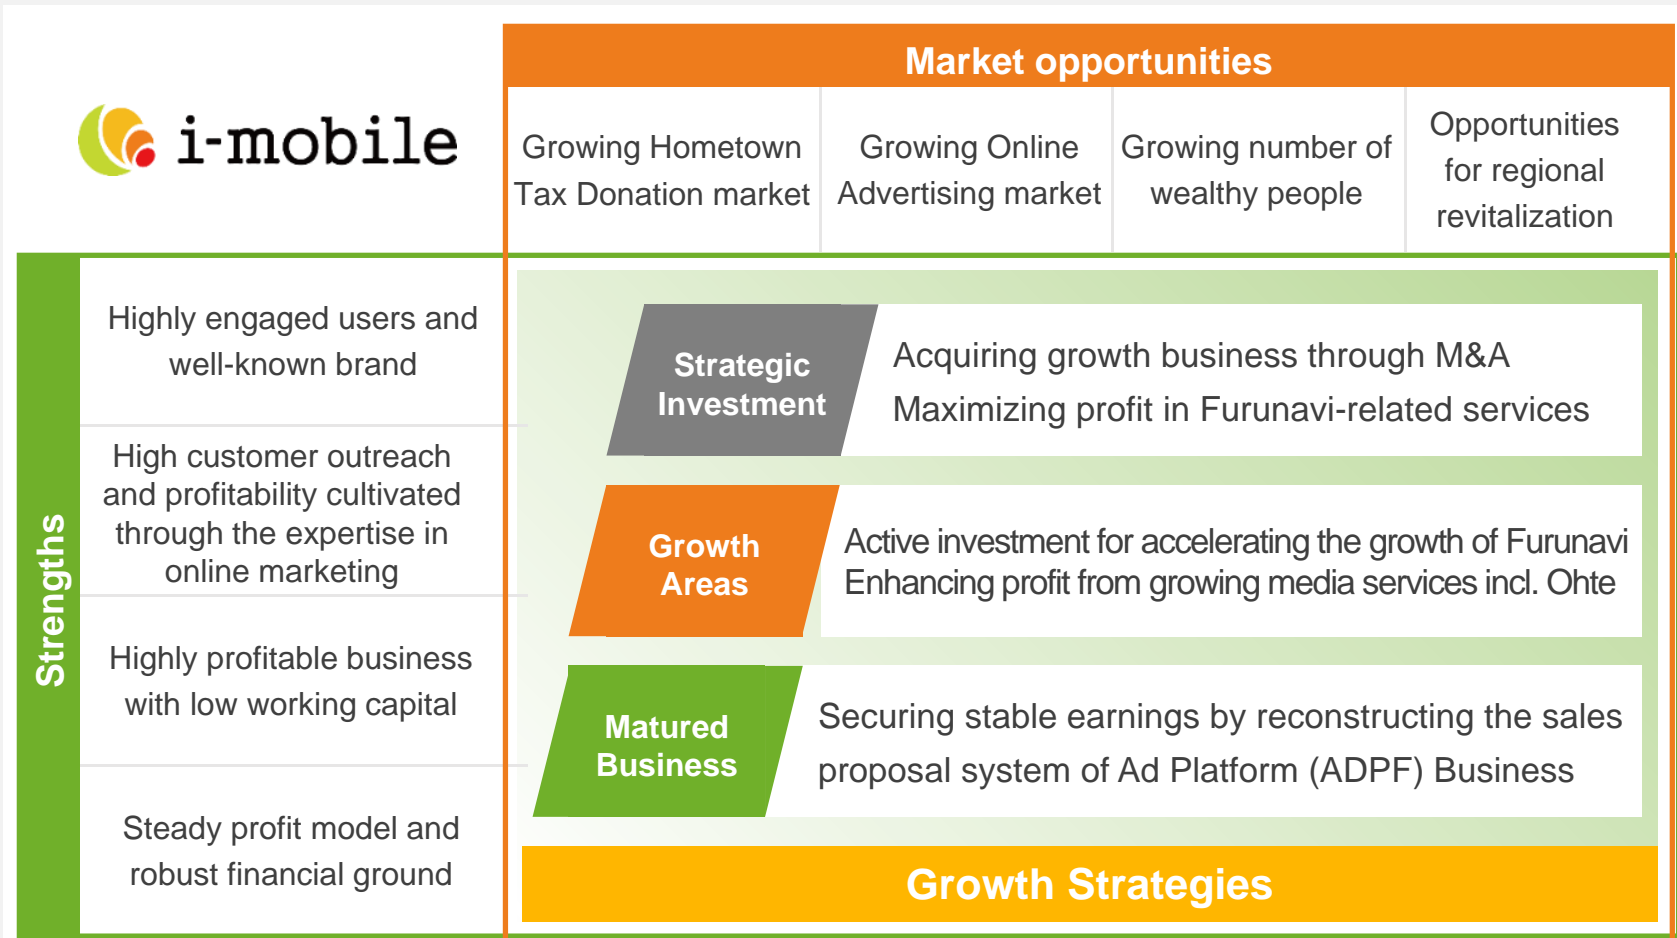 i-mobile
Market opportunities
Growing Hometown
Tax Donation market
Growing Online
Advertising market
Growing number of
wealthy people
Opportunities
for regional
revitalization
Strengths
Highly engaged users and
well-known brand
High customer outreach
and profitability cultivated
through the expertise in
online marketing
Highly profitable business
with low working capital
Steady profit model and
robust financial ground
Strategic
Investment
Acquiring growth business through M&A
Maximizing profit in Furunavi-related services
Growth
Areas
Active investment for accelerating the growth of Furunavi
Enhancing profit from growing media services incl. Ohte
Matured
Business
Securing stable earnings by reconstructing the sales
proposal system of Ad Platform (ADPF) Business
Growth Strategies